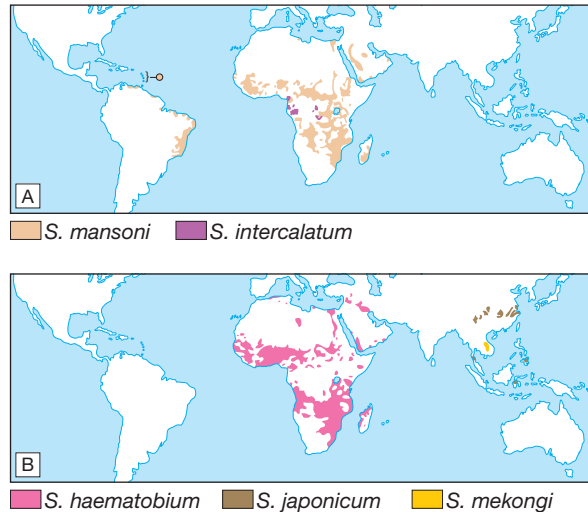 A
S. mansoni S. intercalatum
B
S. haematobium S. japonicum S. mekongi